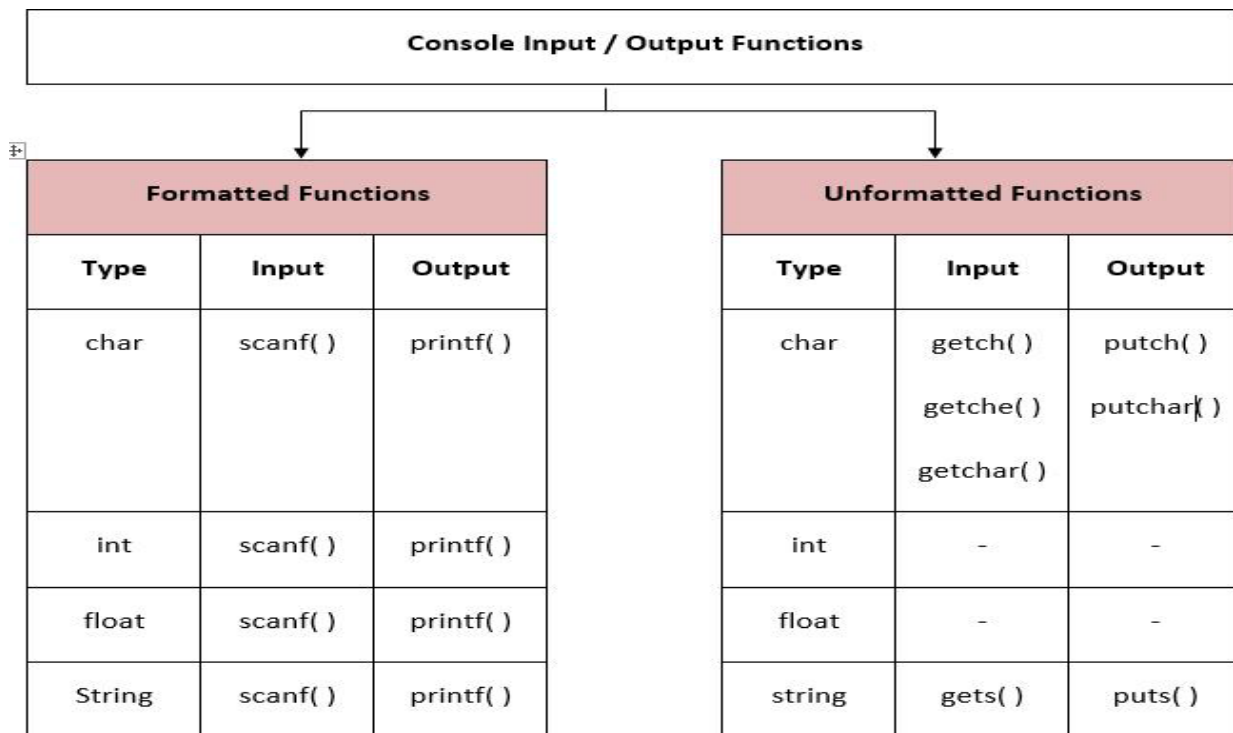 Console Input / Output Functions
Formatted Functions
Type Input Output
char scanf( ) printf( )
int scanf( ) printf( )
float scanf( ) printf( )
String scanf( ) printf( )
Unformatted Functions
Type Input Output
char getch( ) putch( )
getche( ) putchar( )
getchar( )
int - -
float - -
string gets( ) puts( )